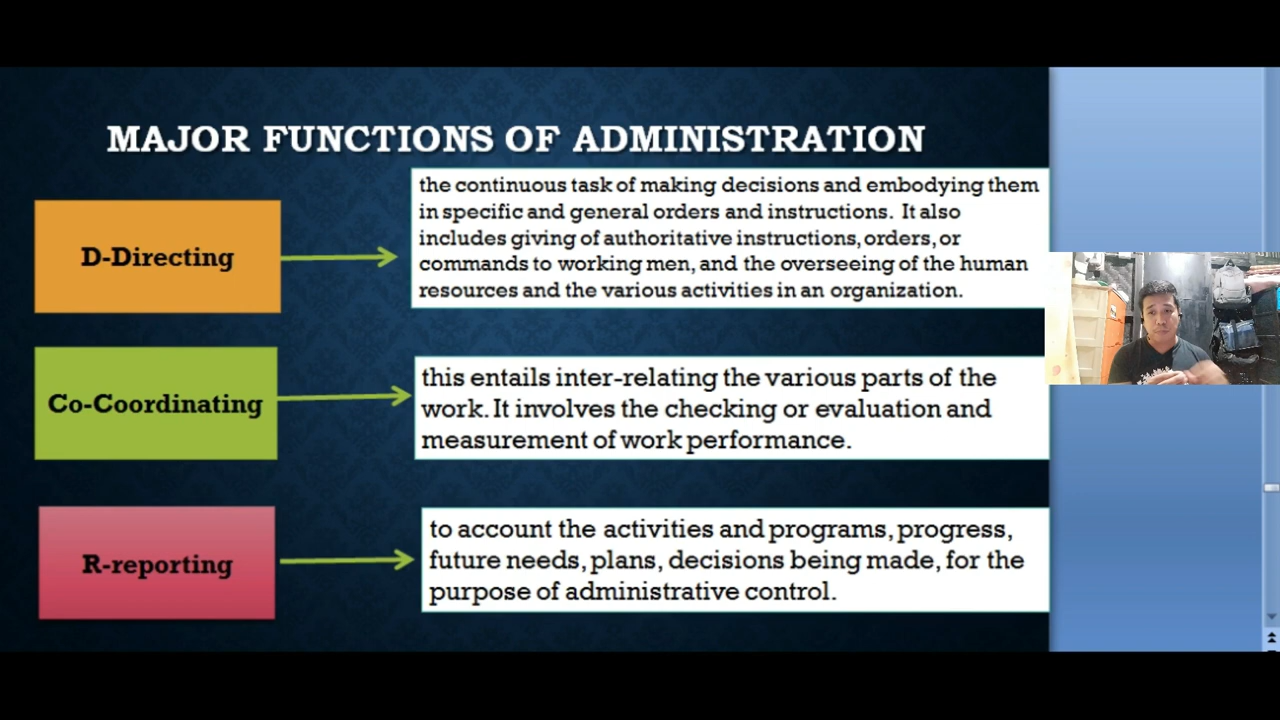 MAJOR FUNCTIONS OF ADMINISTRATION
D-Directing
the continuous task of making decisions and embodying them
in specific and general orders and instructions. It also
includes giving of authoritative instructions, orders, or
commands to working men, and the overseeing of the human
resources and the various activities in an organization.
Co-Coordinating
this entails inter-relating the various parts of the
work. It involves the checking or evaluation and
measurement of work performance.
R-reporting
to account the activities and programs, progress,
future needs, plans, decisions being made, for the
purpose of administrative control.